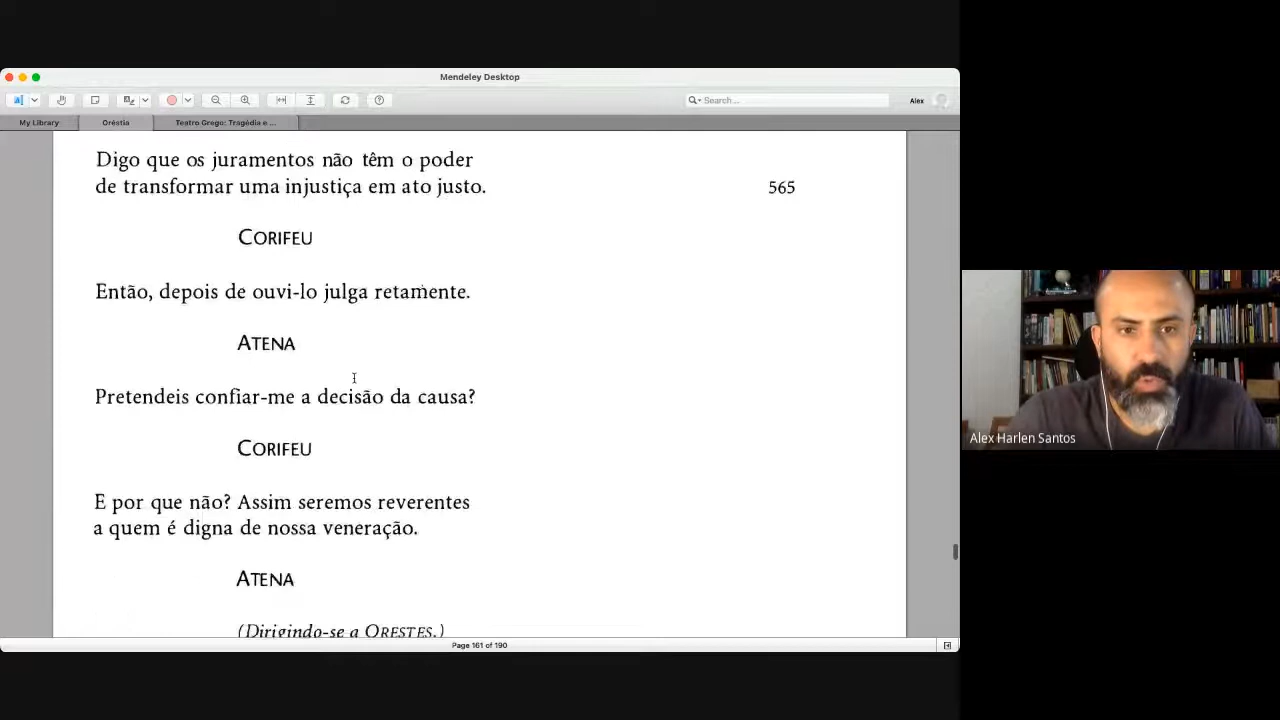 Mendeley Desktop
Search...
Alex
My Library
Oréstia
Teatro Grego: Tragédia e ...
Digo que os juramentos não têm o poder
de transformar uma injustiça em ato justo.
565
CORIFEU
Então, depois de ouvi-lo julga retamente.
ATENA
Pretendeis confiar-me a decisão da causa?
CORIFEU
E por que não? Assim seremos reverentes
a quem é digna de nossa veneração.
ATENA
(Dirigindo-se a ORESTES.)
Page 161 of 190
Alex Harlen Santos